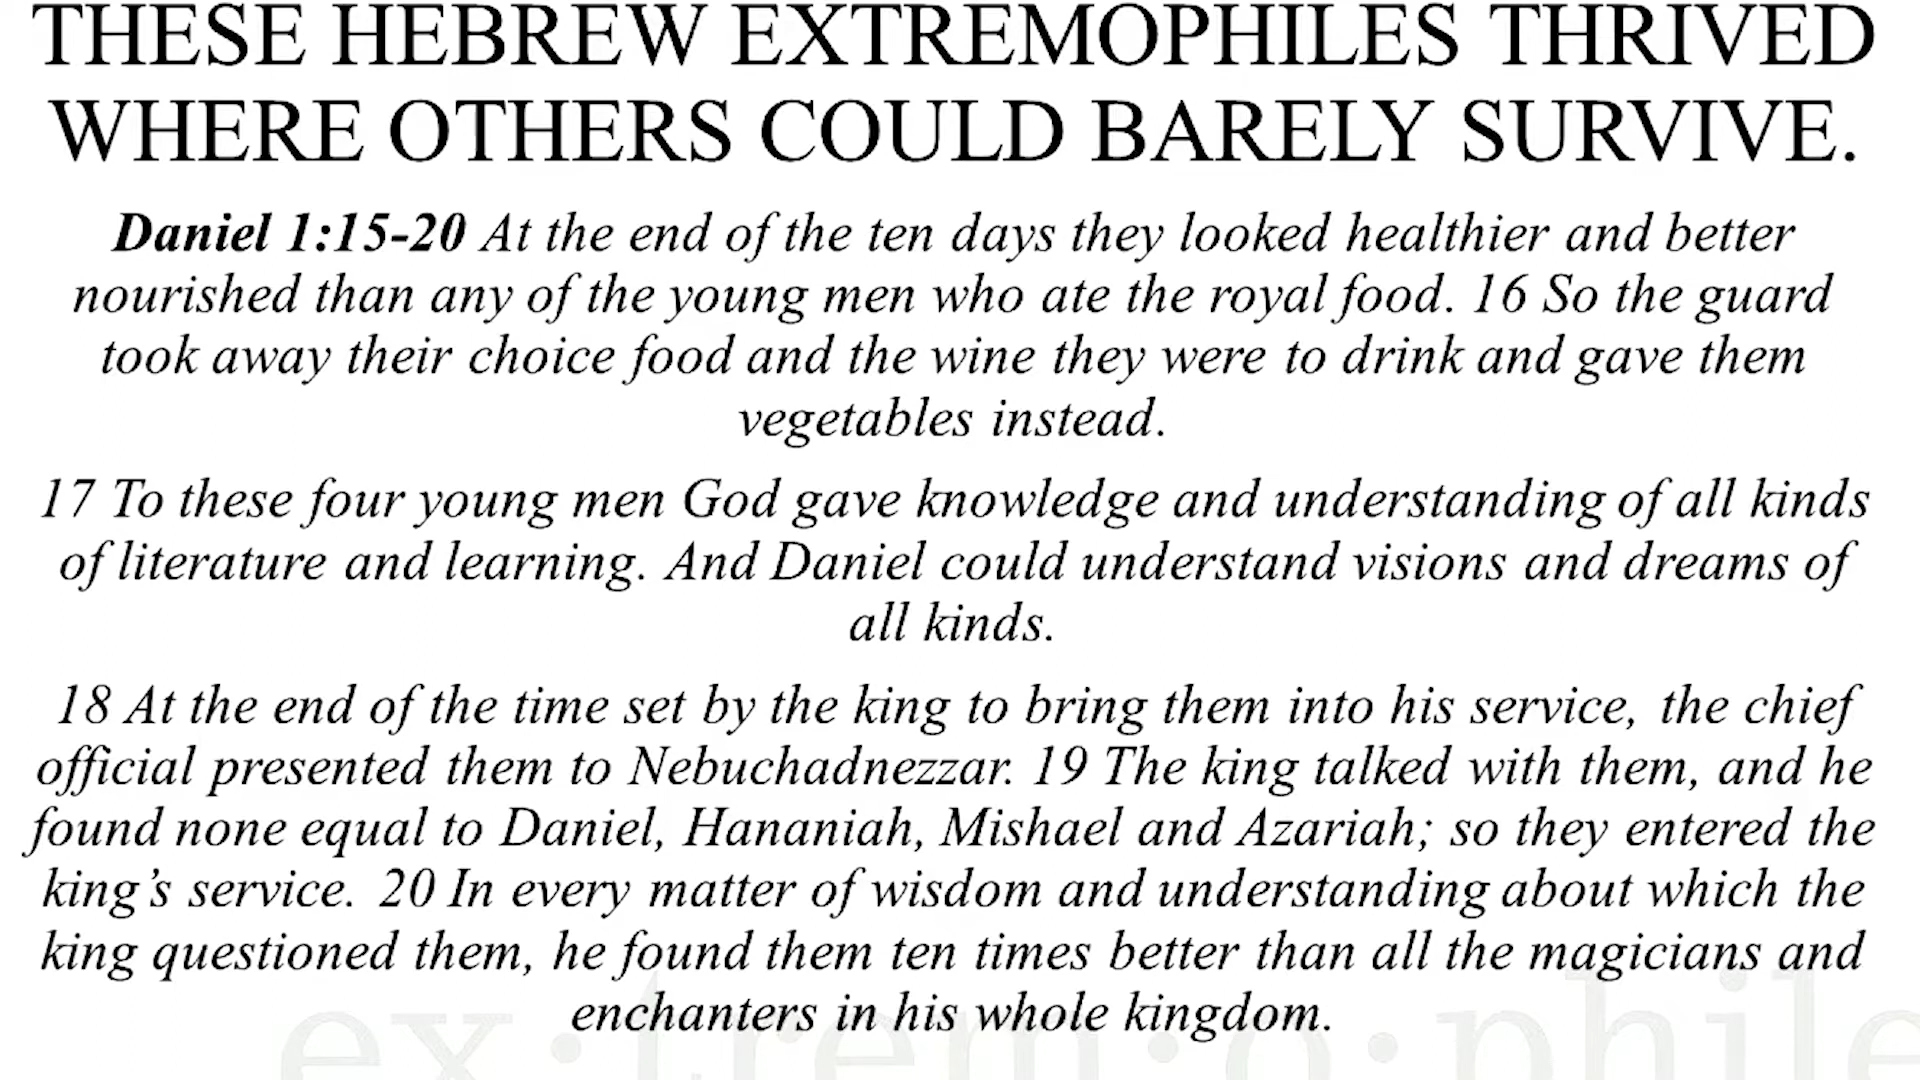 THESE HEBREW EXTREMOPHILES THRIVED
WHERE OTHERS COULD BARELY SURVIVE.
Daniel 1:15-20 At the end of the ten days they looked healthier and better
nourished than any of the young men who ate the royal food. 16 So the guard
took away their choice food and the wine they were to drink and gave them
vegetables instead.
17 To these four young men God gave knowledge and understanding of all kinds
of literature and learning. And Daniel could understand visions and dreams of
all kinds.
18 At the end of the time set by the king to bring them into his service, the chief
official presented them to Nebuchadnezzar. 19 The king talked with them, and he
found none equal to Daniel, Hananiah, Mishael and Azariah; so they entered the
king’s service. 20 In every matter of wisdom and understanding about which the
king questioned them, he found them ten times better than all the magicians and
enchanters in his whole kingdom.
ex·trem·o·phile